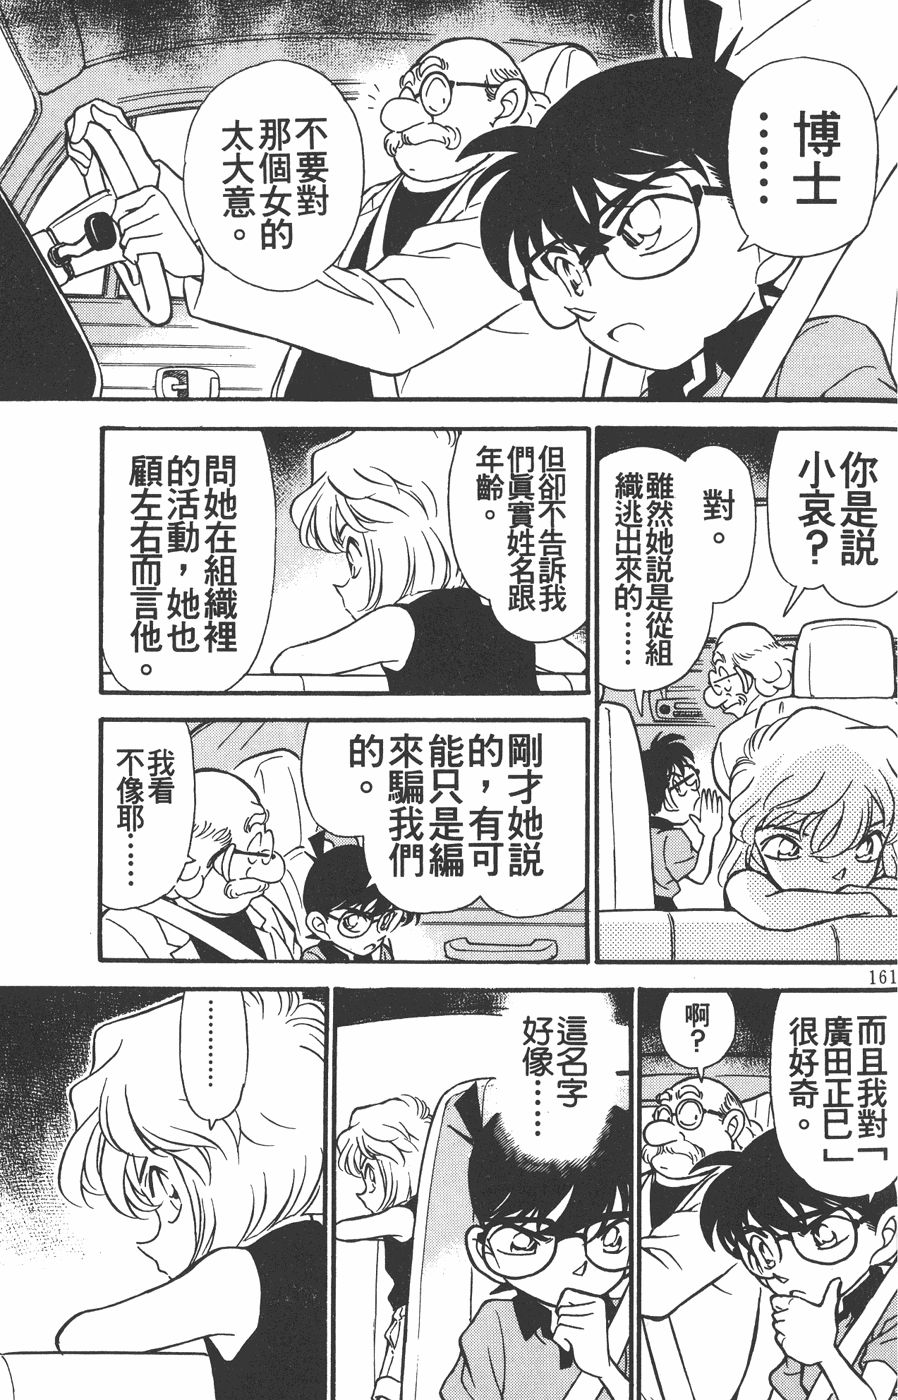 博士
……
不要對
那個女的
太大意。
你是說
小哀？
對。
雖然她說是從組
織逃出來的……
但卻不告訴我
們眞實姓名跟
年齡。
問她在組織裡
的活動，她也
顧左右而言他。
剛才她說
的，有可
能只是編
來騙我們
的。
我看
不像耶……
161
而且我對「
廣田正巳」
很好奇。
啊？
這名字
好像……
……